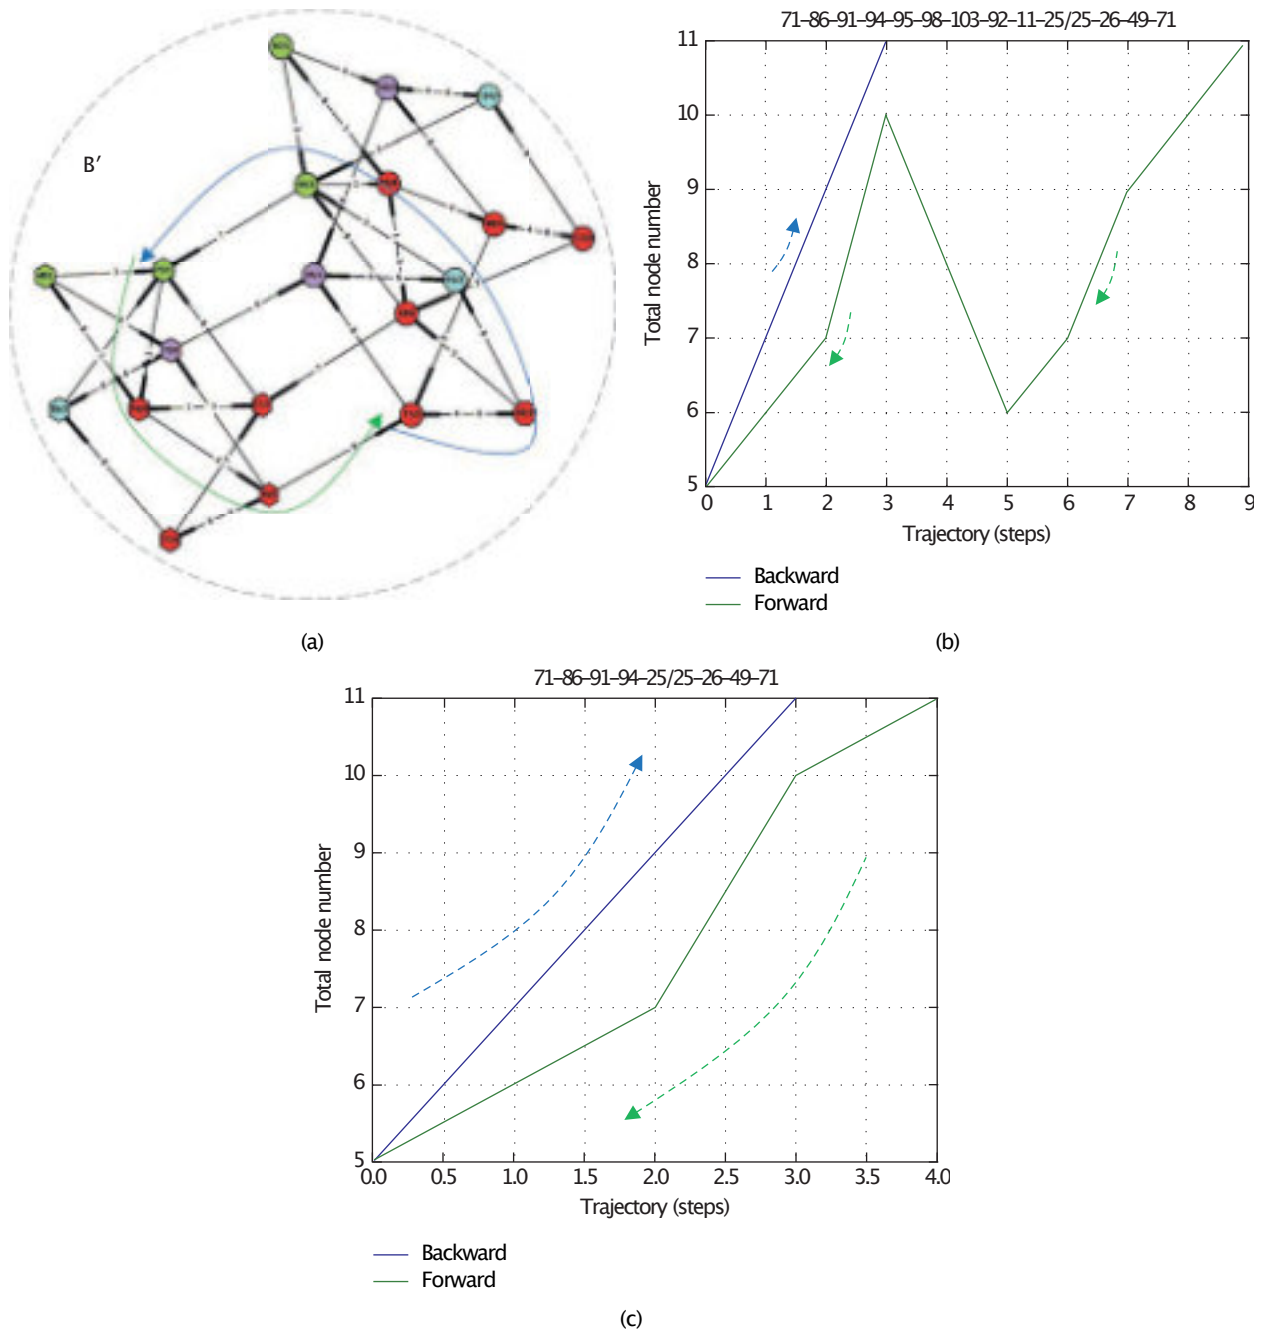 B′
(a)
71–86–91–94–95–98–103–92–11–25/25–26–49–71
Total node number
11
10
9
8
7
6
5
0 1 2 3 4 5 6 7 8 9
Trajectory (steps)
Backward
Forward
(b)
71–86–91–94–25/25–26–49–71
Total node number
11
10
9
8
7
6
5
0.0 0.5 1.0 1.5 2.0 2.5 3.0 3.5 4.0
Trajectory (steps)
Backward
Forward
(c)